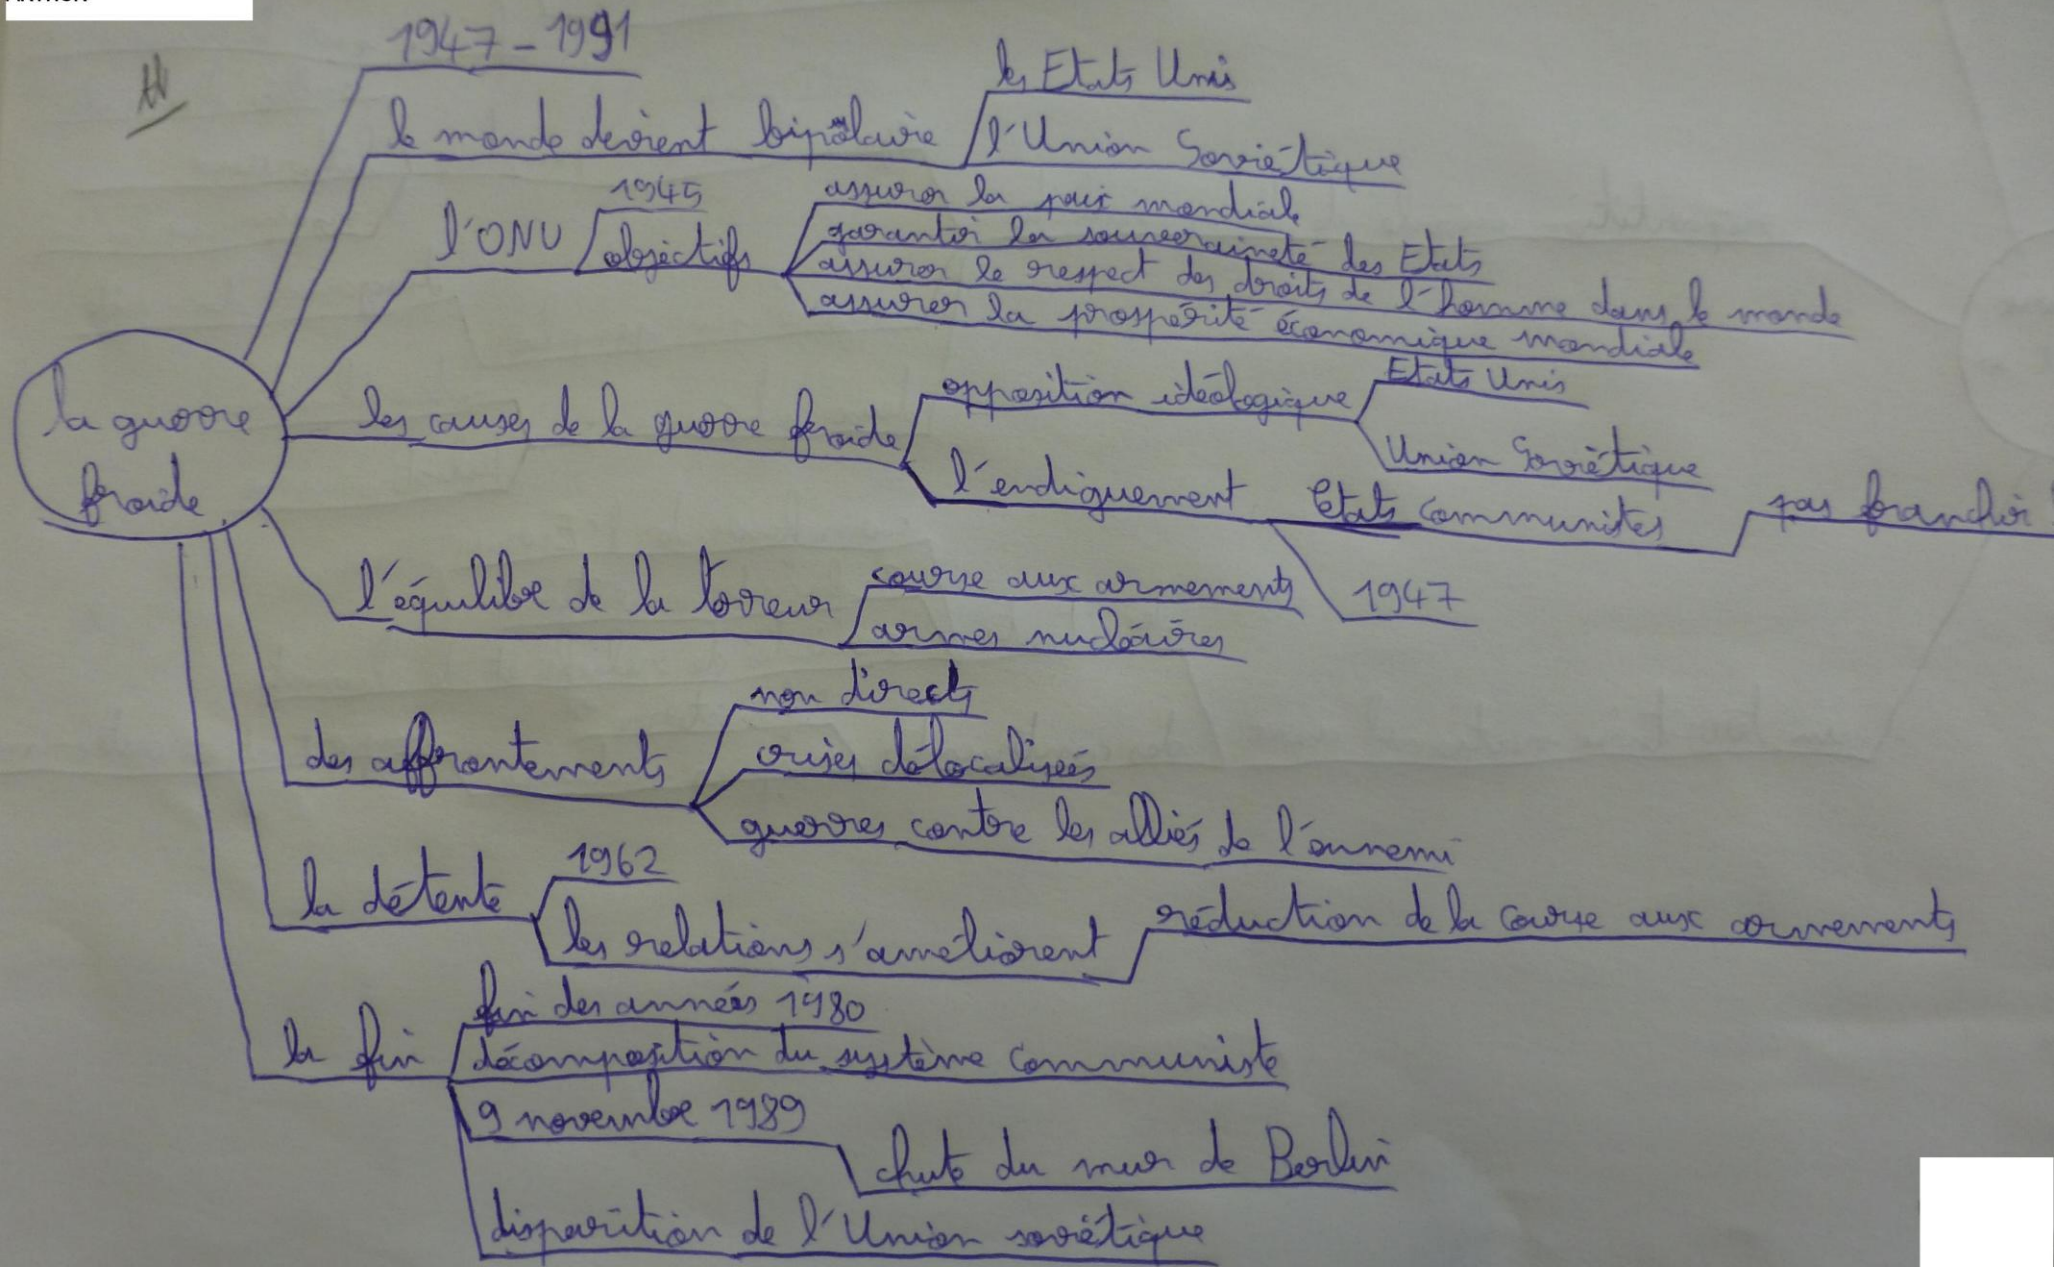 1947-1991
le monde devient bipolaire
les Etats Unis
l'Union Soviétique
l'ONU
1945
objectifs
assurer la paix mondiale
garantir la souveraineté des Etats
assurer le respect des droits de l'homme dans le monde
assurer la prospérité économique mondiale
la guerre
froide
les causes de la guerre froide
opposition idéologique
Etats Unis
Union Soviétique
l'endiguement
Etats communistes
pas franchir
1947
l'équilibre de la terreur
course aux armements
armes nucléaires
des affrontements
non directs
crises délocalisées
guerres contre les alliés de l'ennemi
la détente
1962
les relations s'améliorent
réduction de la course aux armements
la fin
fin des années 1980
décomposition du système communiste
9 novembre 1989
chute du mur de Berlin
disparition de l'Union soviétique